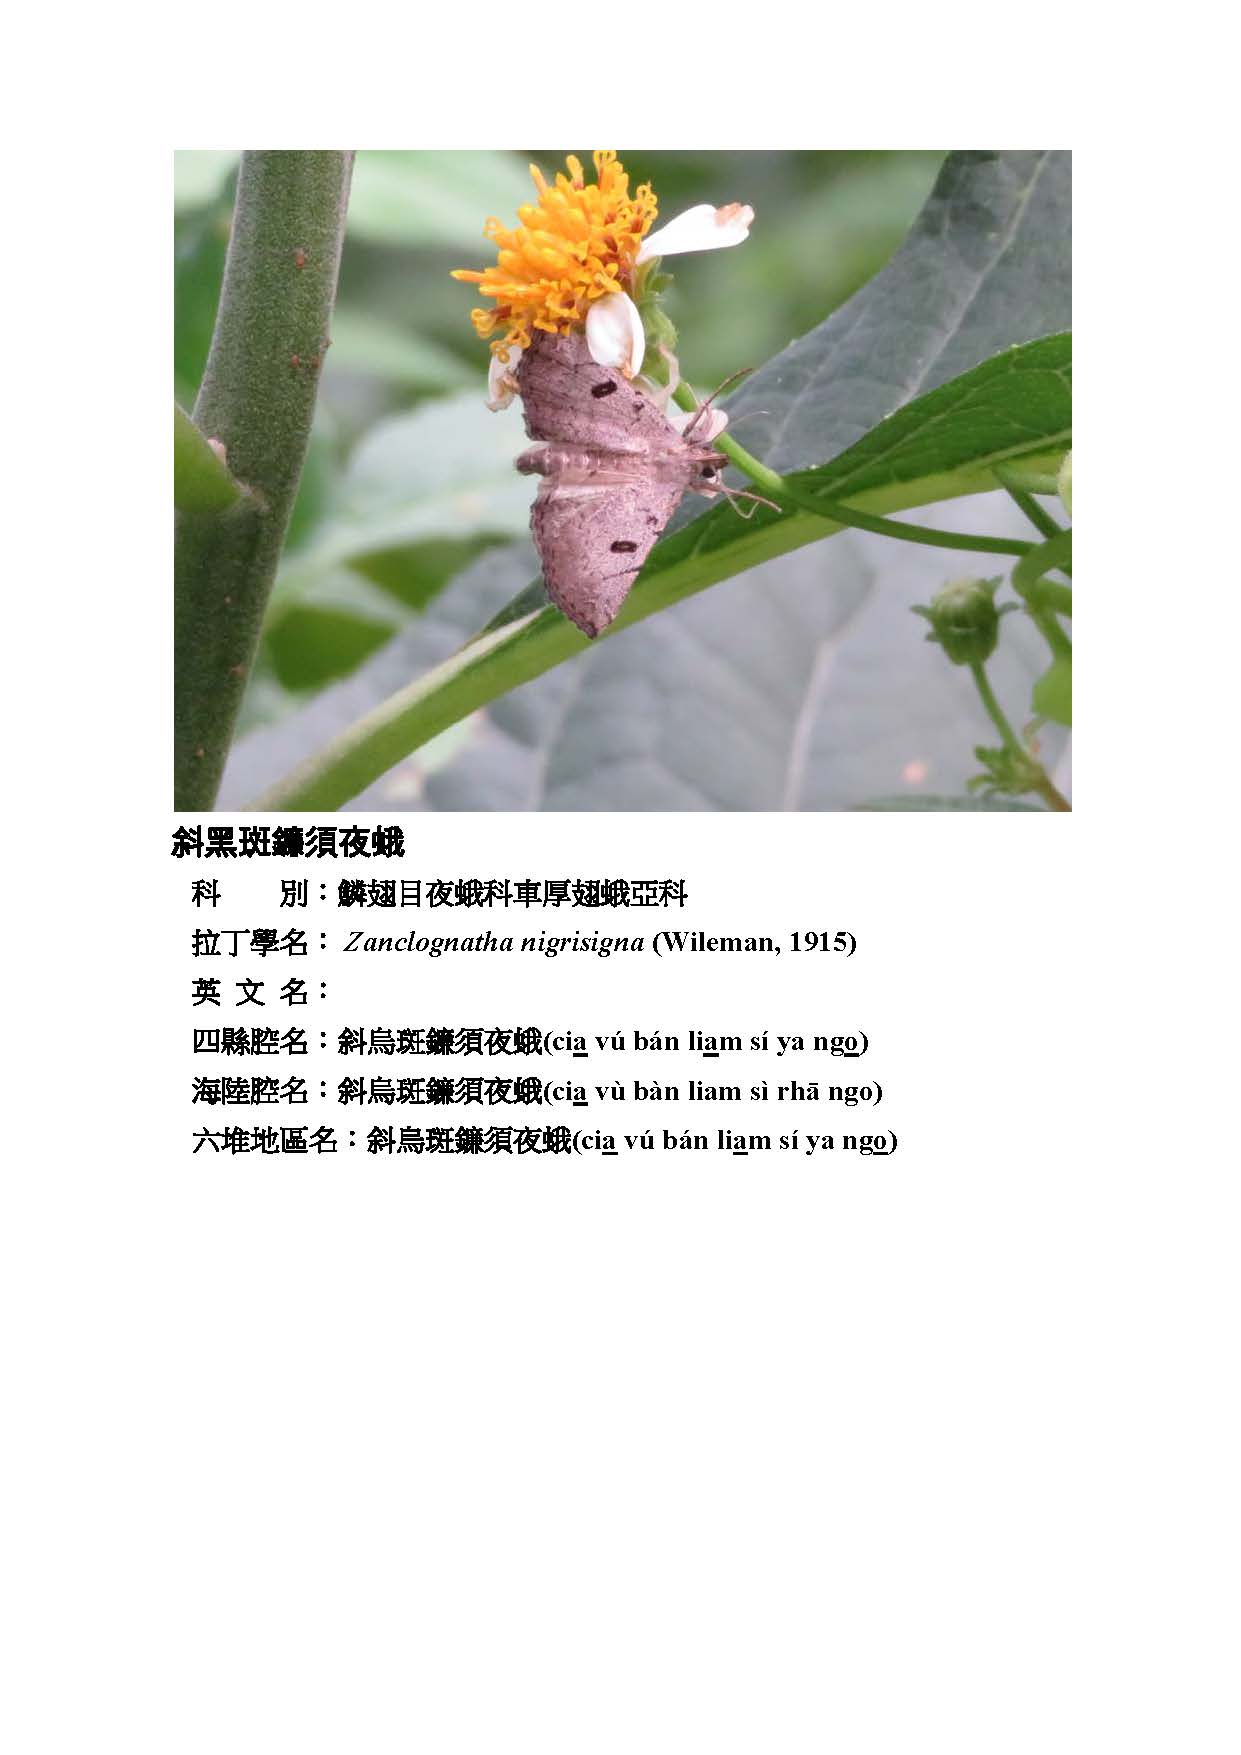 斜黑斑鐮須夜蛾
科　　別：鱗翅目夜蛾科車厚翅蛾亞科
拉丁學名： Zanclognatha nigrisigna (Wileman, 1915)
英 文 名：
四縣腔名：斜烏斑鐮須夜蛾(cia vú bán liam sí ya ngo)
海陸腔名：斜烏斑鐮須夜蛾(cia vù bàn liam sì rhā ngo)
六堆地區名：斜烏斑鐮須夜蛾(cia vú bán liam sí ya ngo)